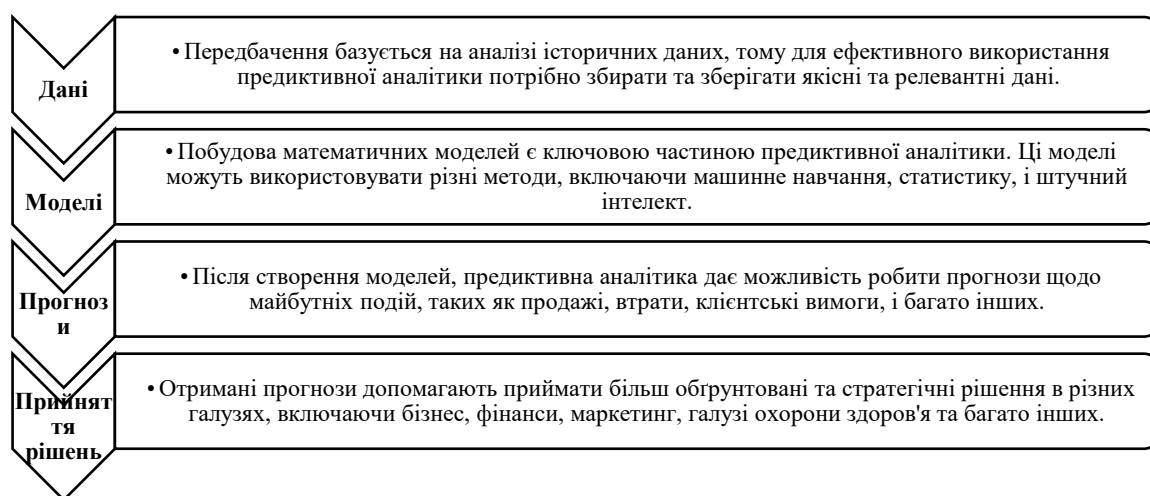 Дані
• Передбачення базується на аналізі історичних даних, тому для ефективного використання
предиктивної аналітики потрібно збирати та зберігати якісні та релевантні дані.
Моделі
• Побудова математичних моделей є ключовою частиною предиктивної аналітики. Ці моделі
можуть використовувати різні методи, включаючи машинне навчання, статистику, і штучний
інтелект.
Прогноз
и
• Після створення моделей, предиктивна аналітика дає можливість робити прогнози щодо
майбутніх подій, таких як продажі, втрати, клієнтські вимоги, і багато інших.
Прийнят
тя
рішень
• Отримані прогнози допомагають приймати більш обґрунтовані та стратегічні рішення в різних
галузях, включаючи бізнес, фінанси, маркетинг, галузі охорони здоров'я та багато інших.